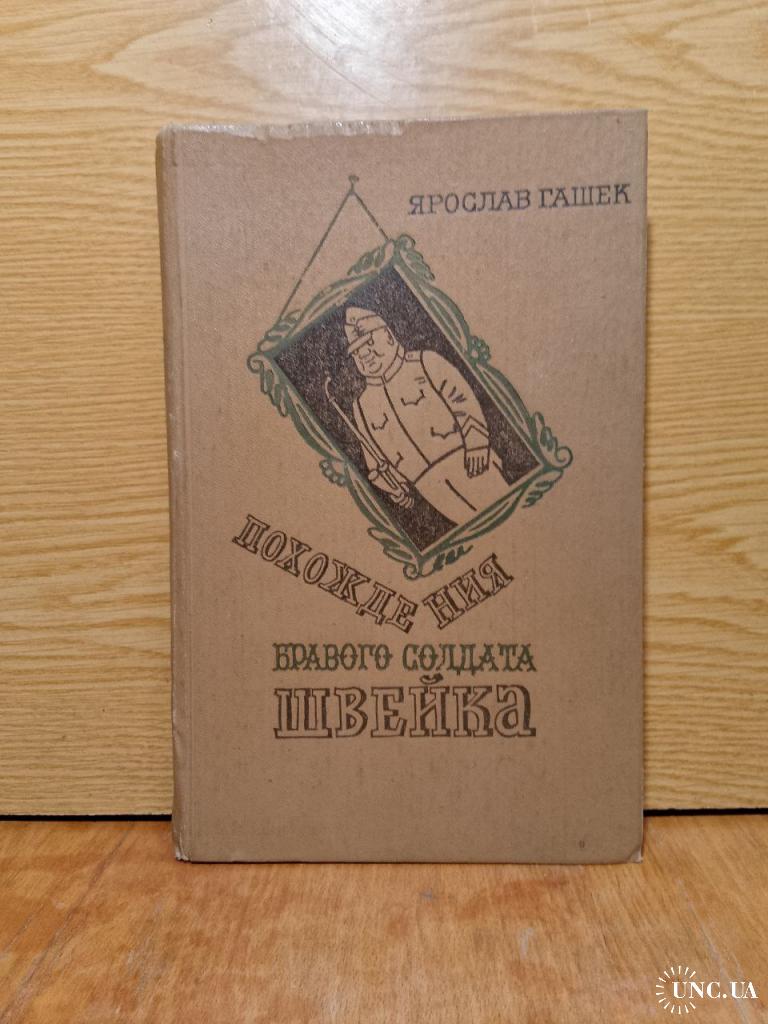 ЯРОСЛАВ ГАШЕК
ПОХОЖДЕНИЯ
БРАВОГО СОЛДАТА
ШВЕЙКА
UNC.UA